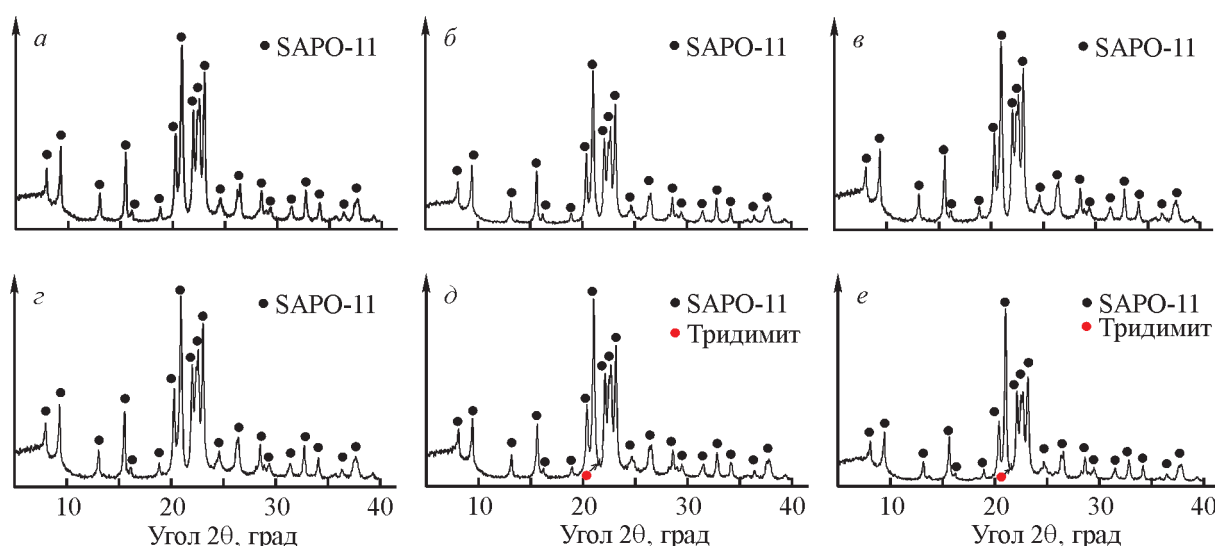 а
SAPO-11
б
SAPO-11
в
SAPO-11
г
SAPO-11
д
SAPO-11
Тридимит
е
SAPO-11
Тридимит
10 20 30 40
10 20 30 40
10 20 30 40
Угол 2θ, град
Угол 2θ, град
Угол 2θ, град